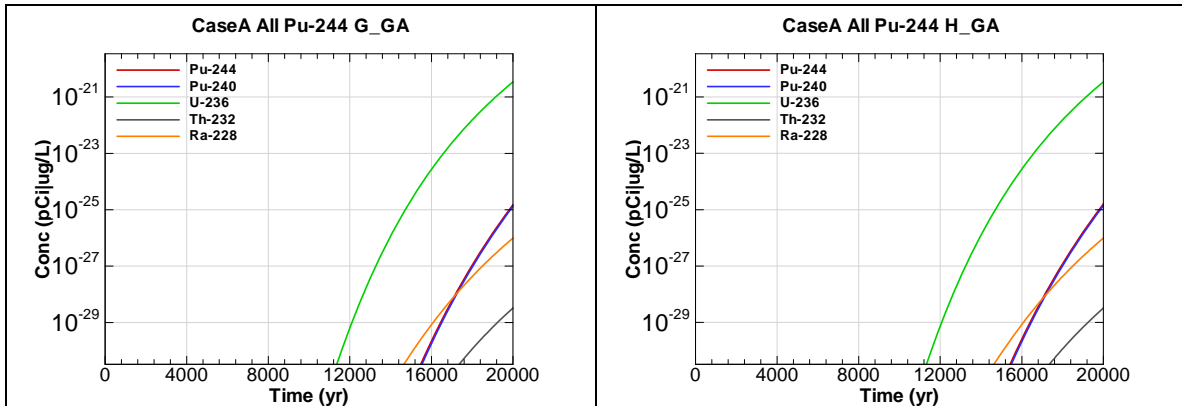 CaseA All Pu-244 G_GA
Pu-244
Pu-240
U-236
Th-232
Ra-228
10^-21
10^-23
10^-25
10^-27
10^-29
Conc (pCi|ug/L)
0 4000 8000 12000 16000 20000
Time (yr)
CaseA All Pu-244 H_GA
Pu-244
Pu-240
U-236
Th-232
Ra-228
10^-21
10^-23
10^-25
10^-27
10^-29
Conc (pCi|ug/L)
0 4000 8000 12000 16000 20000
Time (yr)